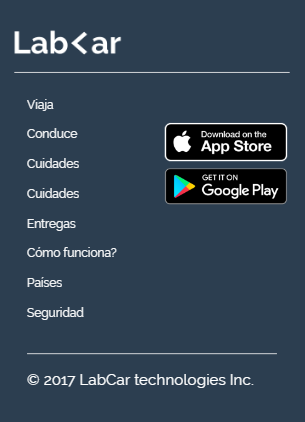 Lab<ar
Viaja
Conduce
Cuidades
Cuidades
Entregas
Cómo funciona?
Países
Seguridad
Download on the
App Store
GET IT ON
Google Play
© 2017 LabCar technologies Inc.